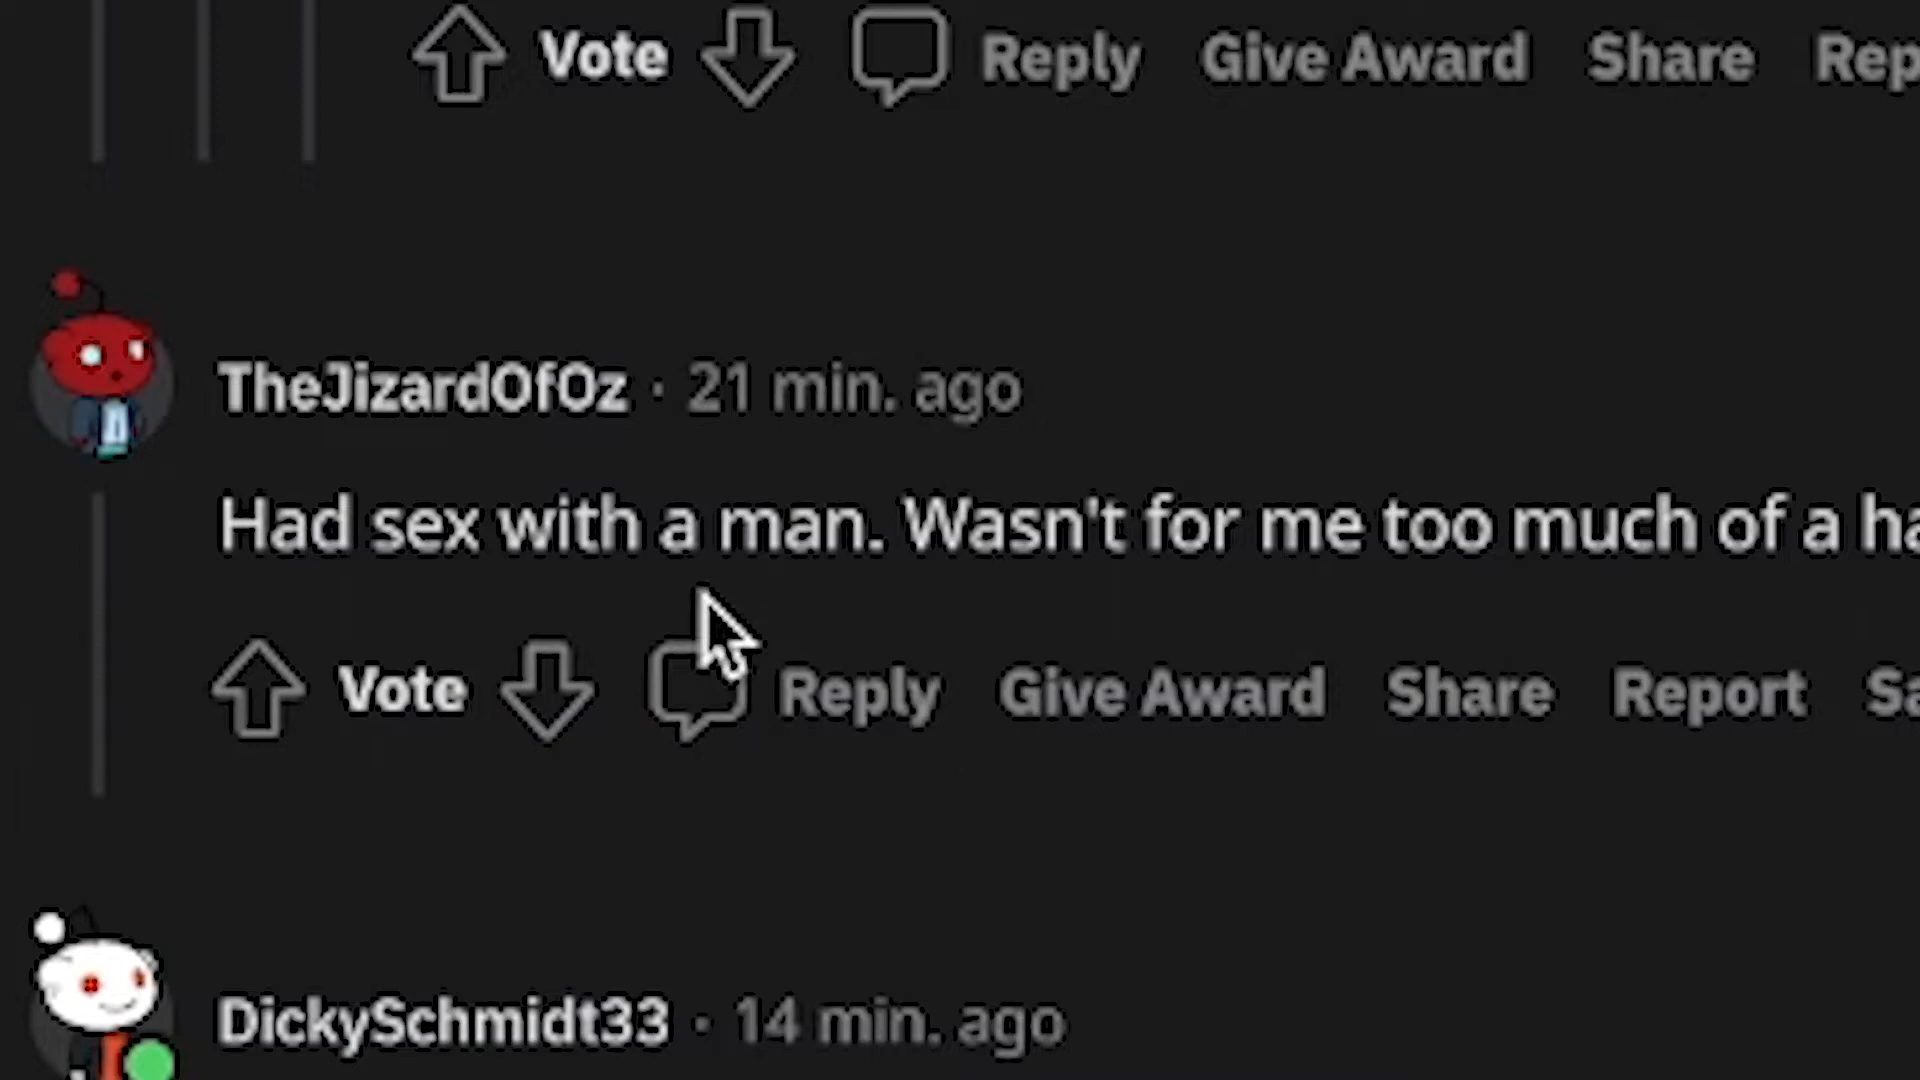 Vote Reply Give Award Share
TheJizardOfOz · 21 min. ago
Had sex with a man. Wasn't for me too much of a
Vote Reply Give Award Share Report
DickySchmidt33 · 14 min. ago